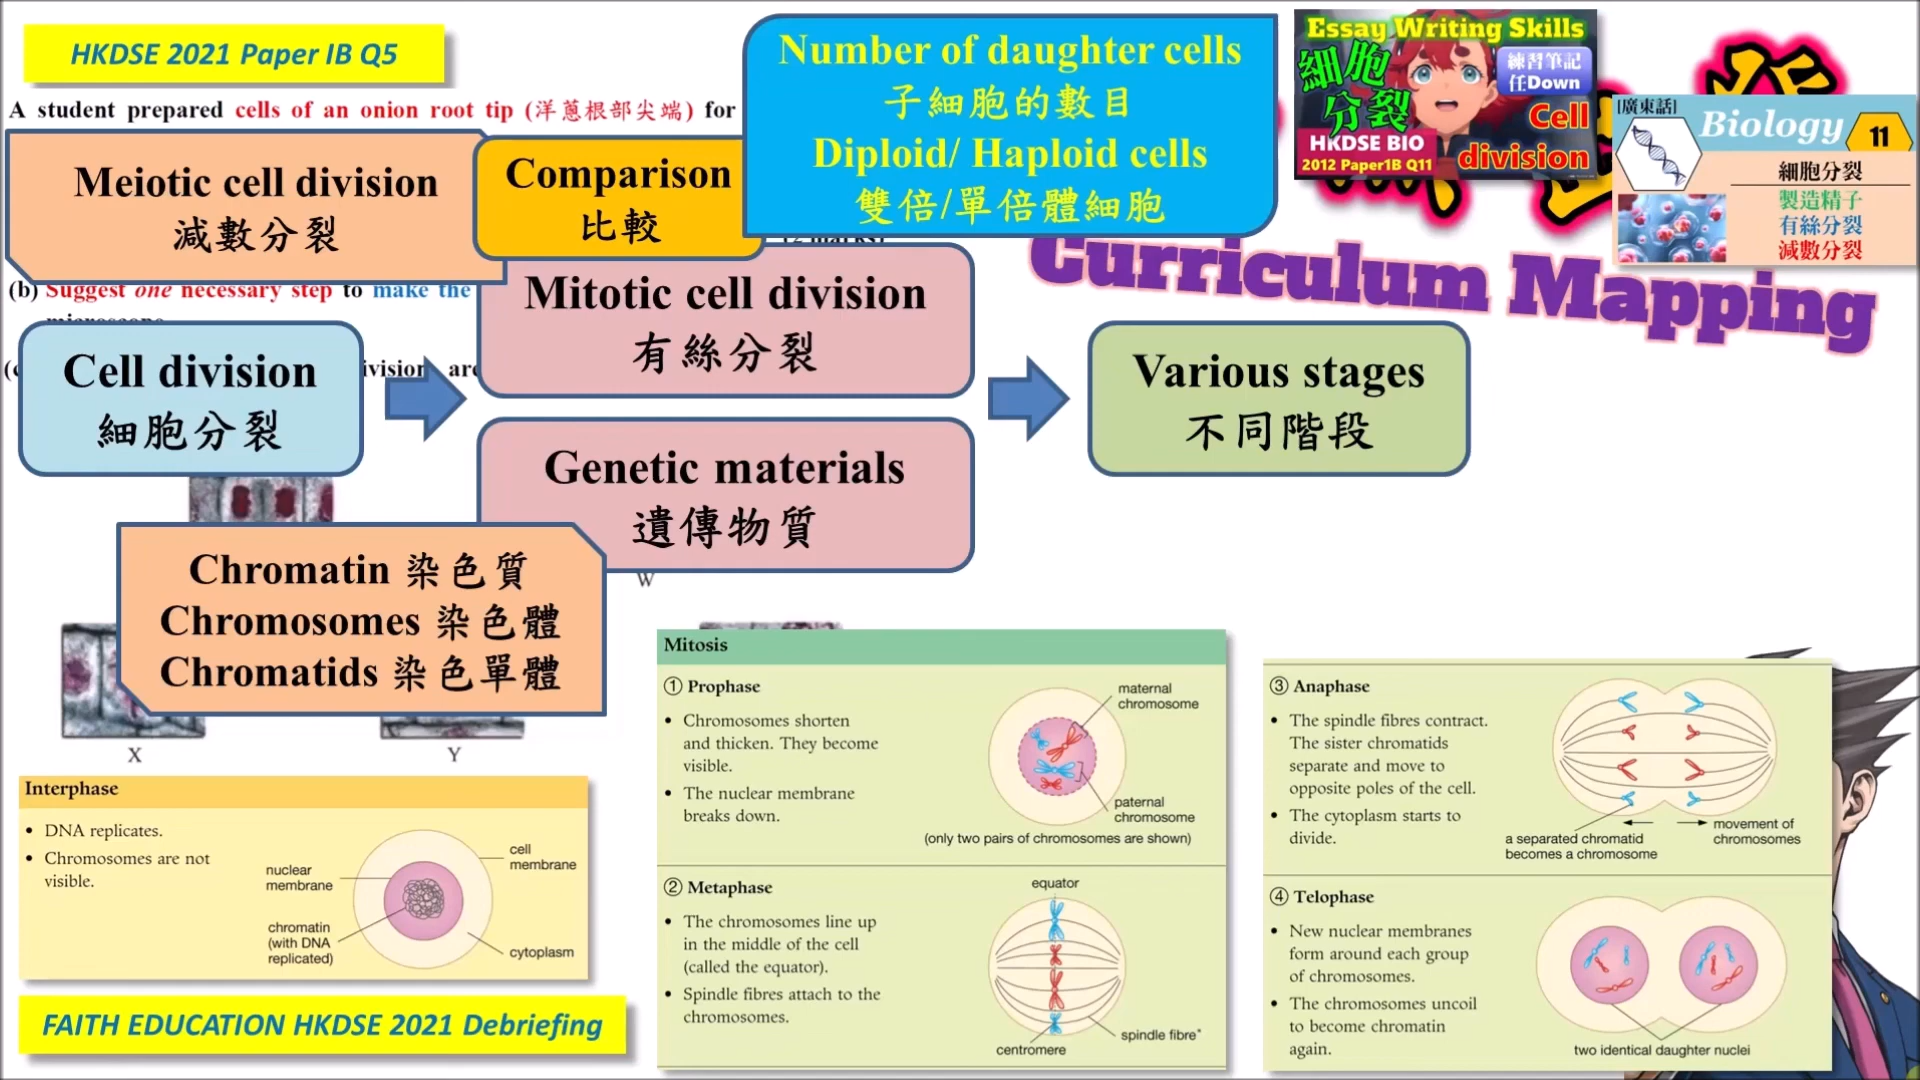 HKDSE 2021 Paper IB Q5
A student prepared cells of an onion root tip (洋蔥根部尖端) for
Number of daughter cells
子細胞的數目
Diploid/ Haploid cells
雙倍/單倍體細胞
Essay Writing Skills
細胞
分裂
練習筆記
任Down
Cell
division
HKDSE BIO
2012 Paper1B Q11
[廣東話]
Biology
11
細胞分裂
製造精子
有絲分裂
減數分裂
Curriculum Mapping
Meiotic cell division
減數分裂
Comparison
比較
(b) Suggest one necessary step to make the
Mitotic cell division
有絲分裂
Cell division
細胞分裂
Various stages
不同階段
Genetic materials
遺傳物質
Chromatin 染色質
Chromosomes 染色體
Chromatids 染色單體
W
X
Y
Interphase
• DNA replicates.
• Chromosomes are not
visible.
nuclear
membrane
chromatin
(with DNA
replicated)
cell
membrane
cytoplasm
Mitosis
① Prophase
• Chromosomes shorten
and thicken. They become
visible.
• The nuclear membrane
breaks down.
maternal
chromosome
paternal
chromosome
(only two pairs of chromosomes are shown)
② Metaphase
• The chromosomes line up
in the middle of the cell
(called the equator).
• Spindle fibres attach to the
chromosomes.
equator
spindle fibre*
centromere
③ Anaphase
• The spindle fibres contract.
The sister chromatids
separate and move to
opposite poles of the cell.
• The cytoplasm starts to
divide.
a separated chromatid
becomes a chromosome
movement of
chromosomes
④ Telophase
• New nuclear membranes
form around each group
of chromosomes.
• The chromosomes uncoil
to become chromatin
again.
two identical daughter nuclei
FAITH EDUCATION HKDSE 2021 Debriefing